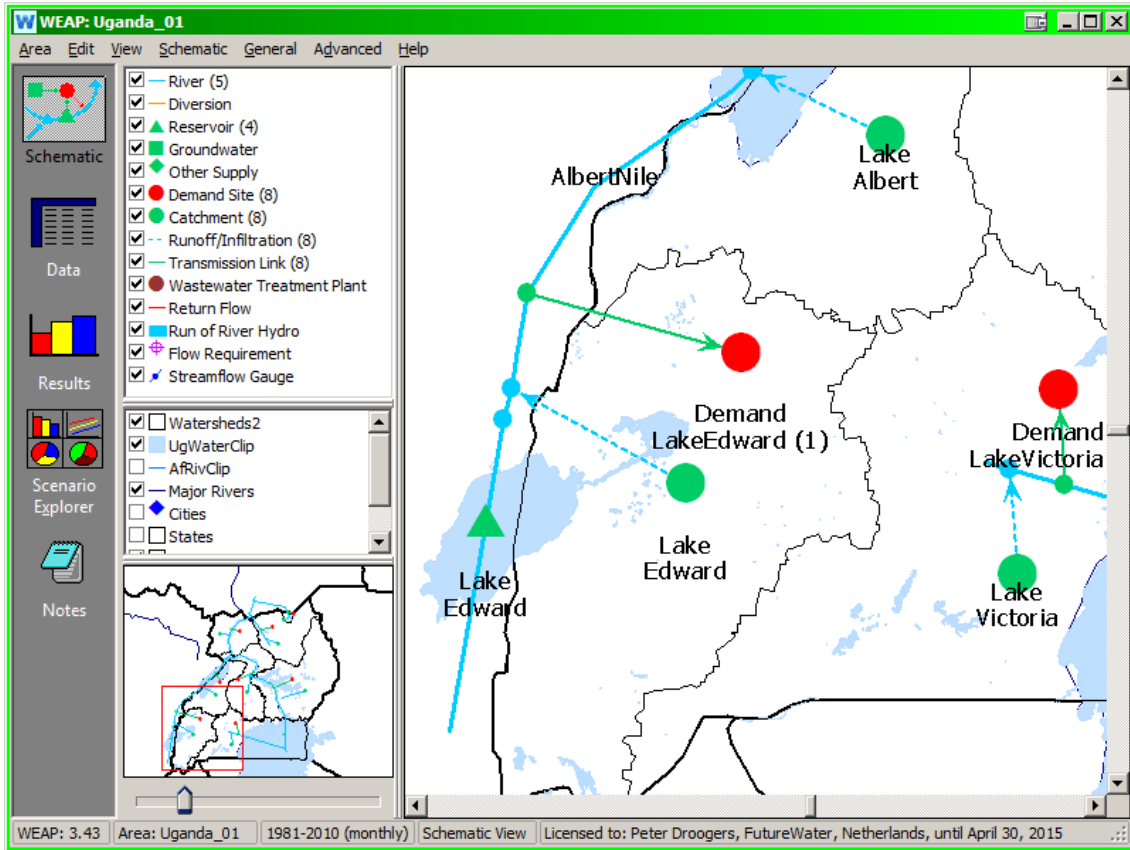 WEAP: Uganda_01
Area Edit View Schematic General Advanced Help
Schematic
Data
Results
Scenario
Explorer
Notes
River (5)
Diversion
Reservoir (4)
Groundwater
Other Supply
Demand Site (8)
Catchment (8)
Runoff/Infiltration (8)
Transmission Link (8)
Wastewater Treatment Plant
Return Flow
Run of River Hydro
Flow Requirement
Streamflow Gauge
Watersheds2
UgWaterClip
AfRivClip
Major Rivers
Cities
States
Lake
Albert
AlbertNile
Demand
LakeEdward (1)
Demand
LakeVictoria
Lake
Edward
Lake
Edward
Lake
Victoria
WEAP: 3.43 Area: Uganda_01 1981-2010 (monthly) Schematic View Licensed to: Peter Droogers, FutureWater, Netherlands, until April 30, 2015